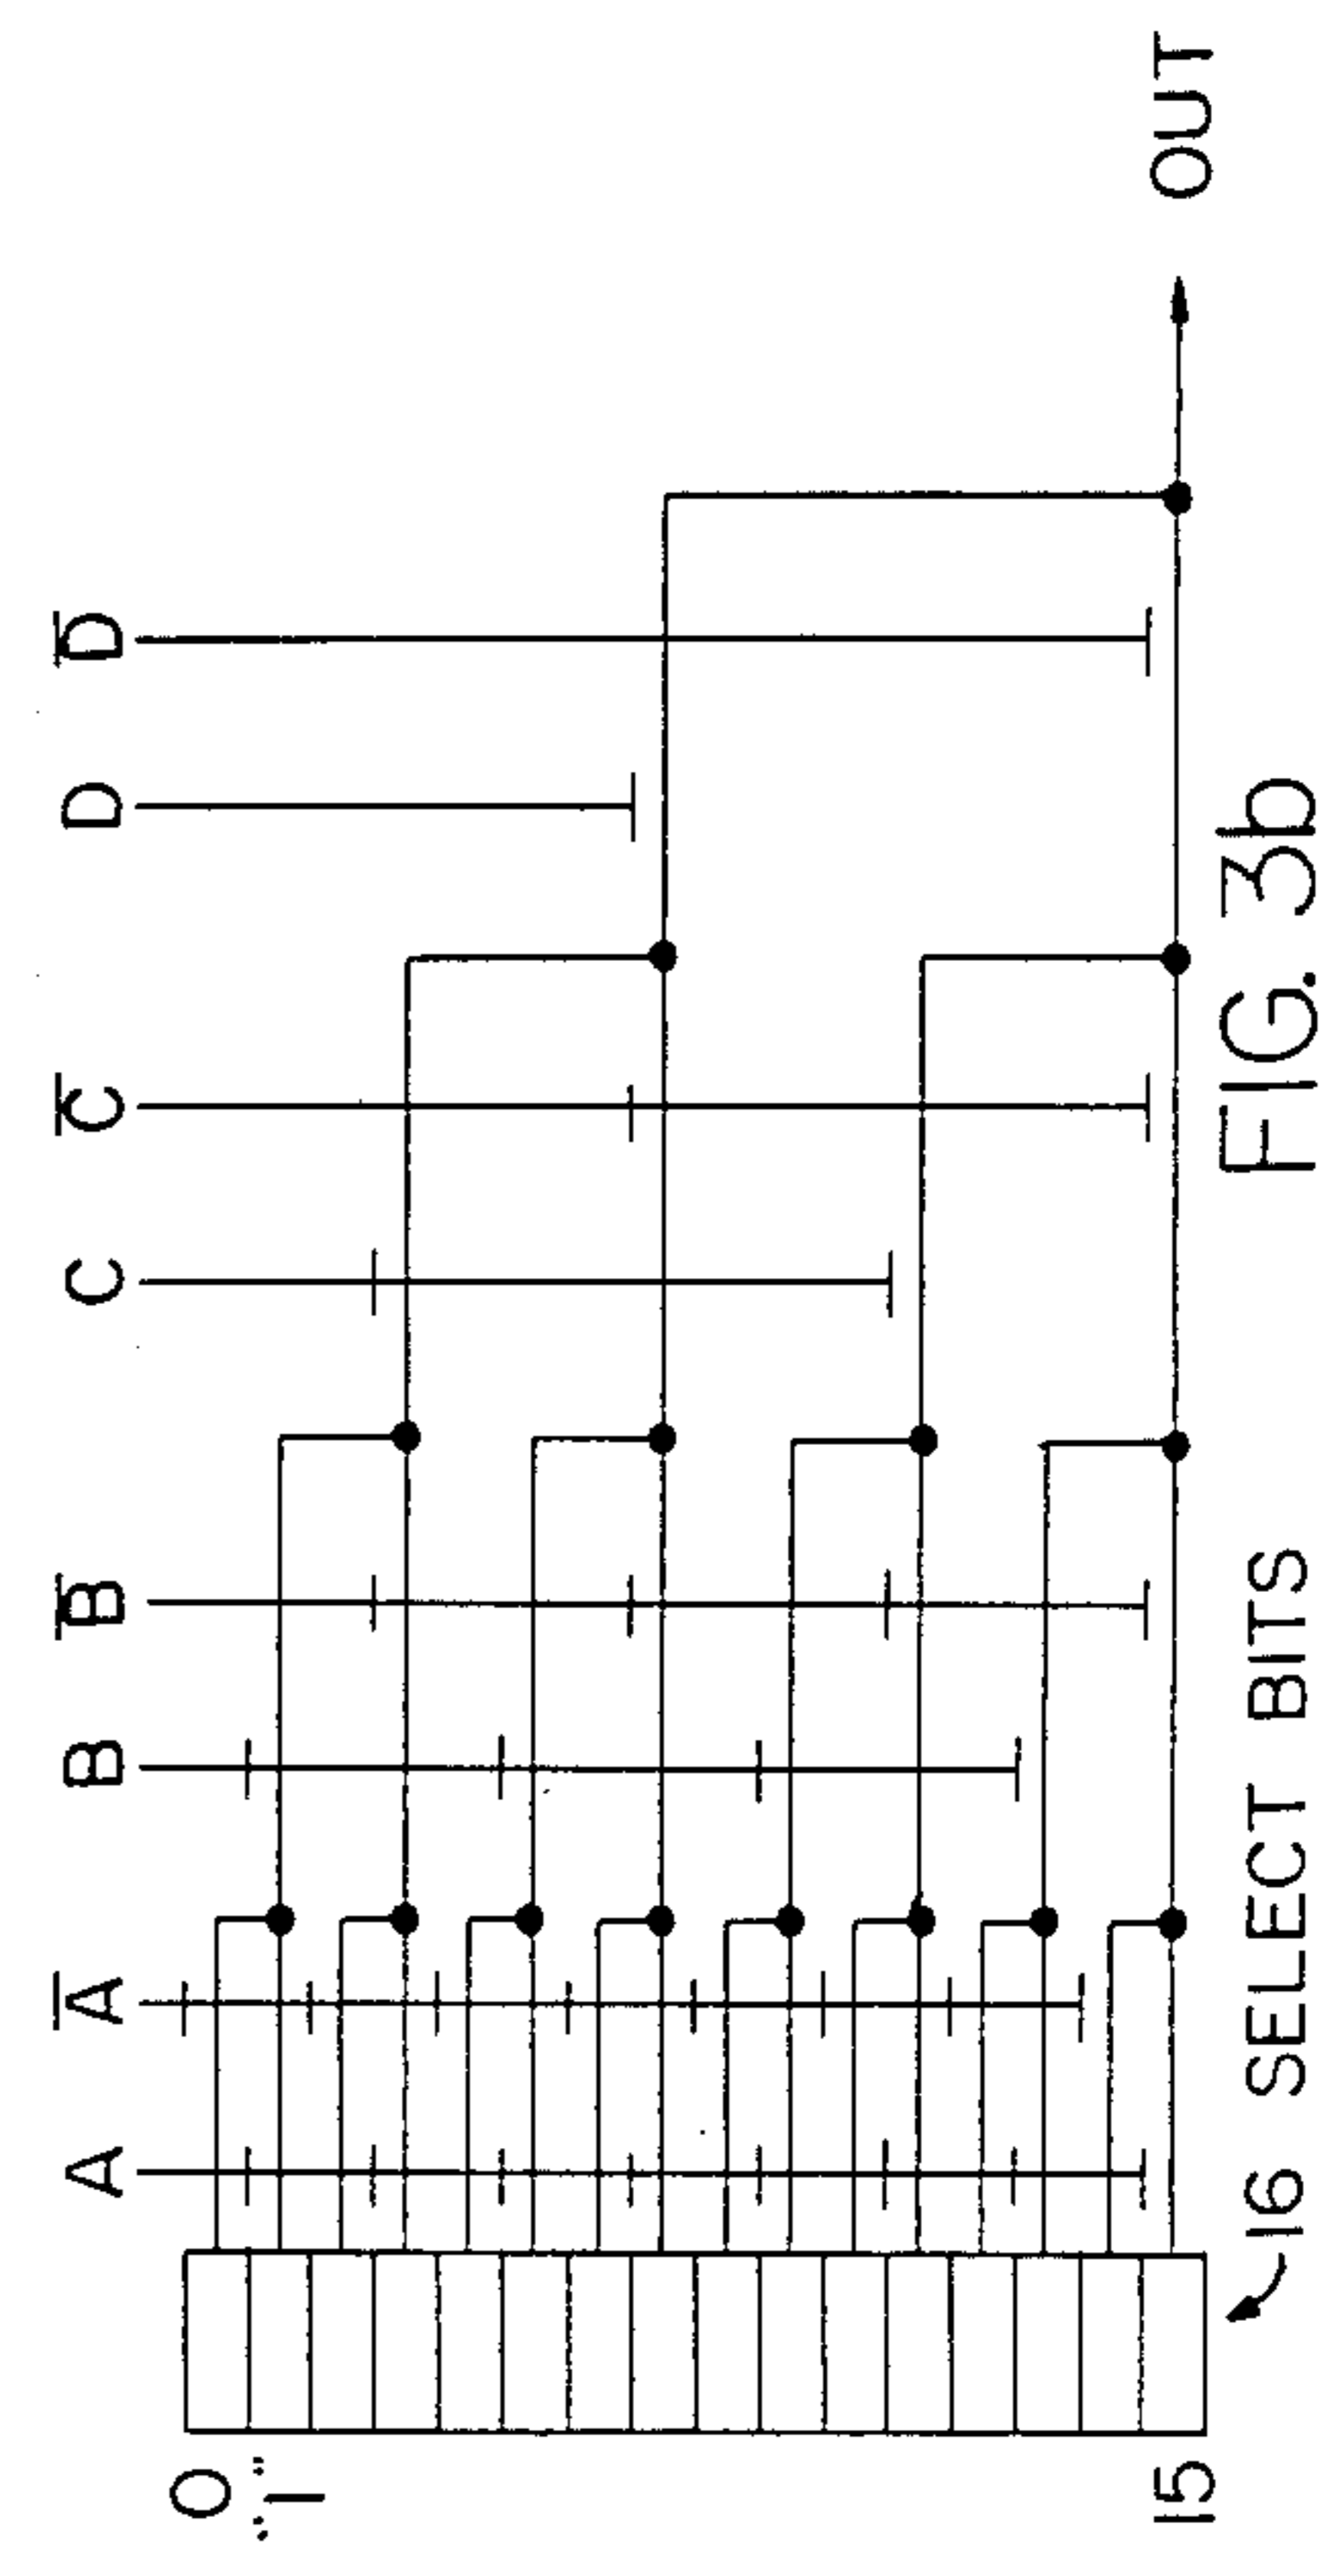 A A̅ B B̅ C C̅ D D̅
0
"1"
15
OUT
16 SELECT BITS
FIG. 3b